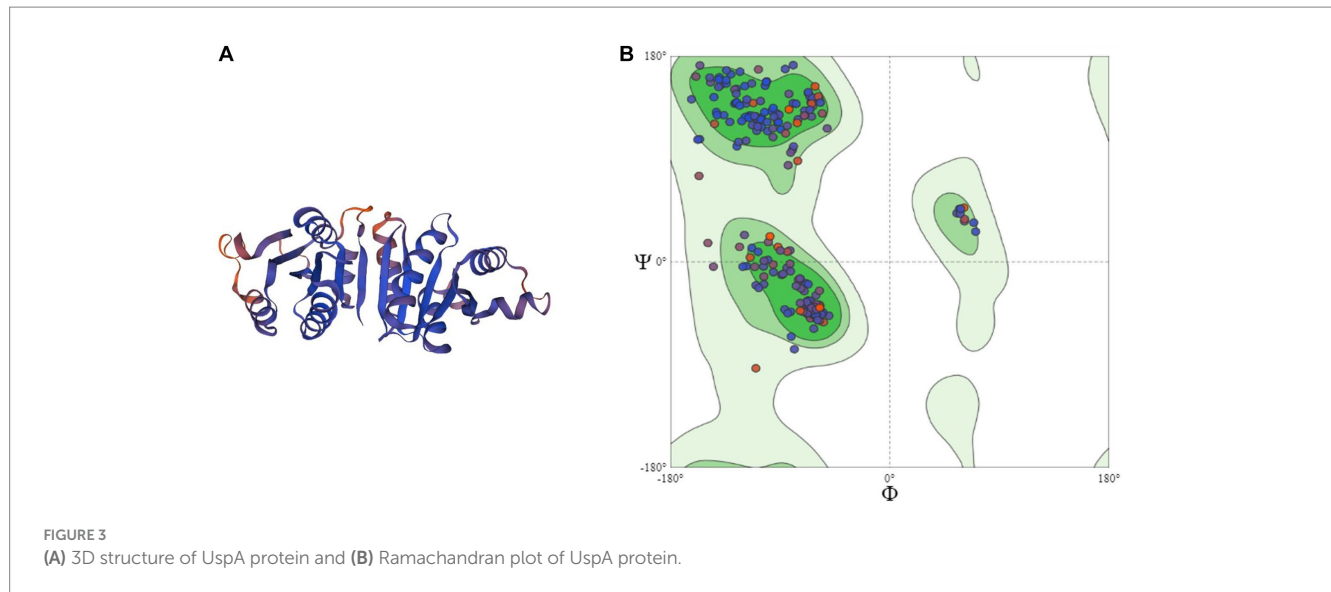 A
B
180°
Ψ 0°
-180°
-180°
0°
180°
Φ
FIGURE 3
(A) 3D structure of UspA protein and (B) Ramachandran plot of UspA protein.